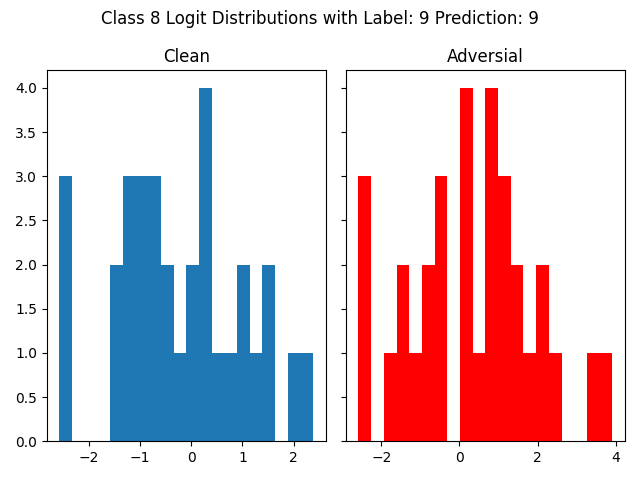 Class 8 Logit Distributions with Label: 9 Prediction: 9
Clean
Adversial
4.0
3.5
3.0
2.5
2.0
1.5
1.0
0.5
0.0
−2 −1 0 1 2
−2 0 2 4